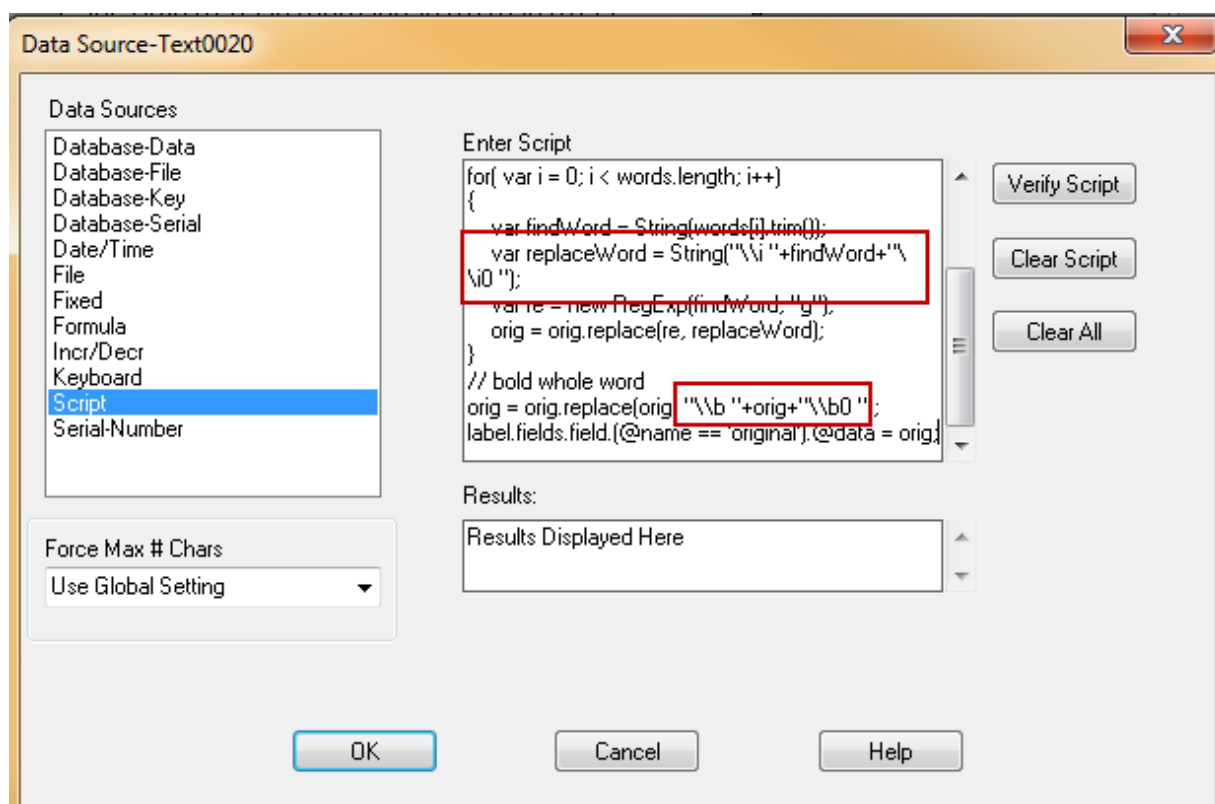 Data Source-Text0020
Data Sources
Database-Data
Database-File
Database-Key
Database-Serial
Date/Time
File
Fixed
Formula
Incr/Decr
Keyboard
Script
Serial-Number
Force Max # Chars
Use Global Setting
Enter Script
for( var i = 0; i < words.length; i++)
{
var findWord = String(words[i].trim());
var replaceWord = String("\\i "+findWord+"\
\i0 ");
var re = new RegExp(findWord, "g");
orig = orig.replace(re, replaceWord);
}
// bold whole word
orig = orig.replace(orig "\\b "+orig+"\\b0 " ;
label.fields.field.(@name == 'original').@data = orig;
Results:
Results Displayed Here
Verify Script
Clear Script
Clear All
OK
Cancel
Help